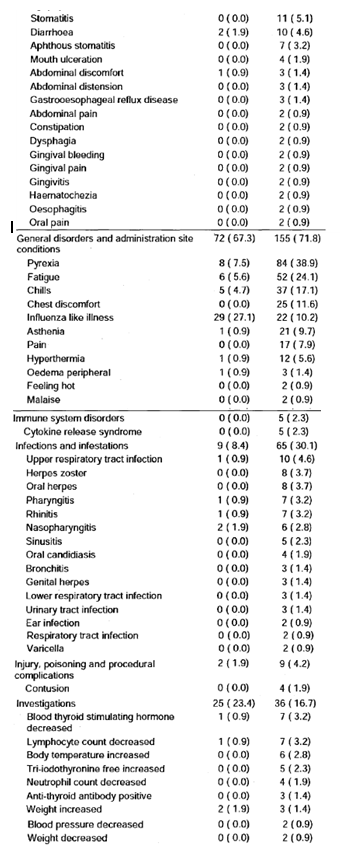 Stomatitis 0 ( 0.0) 11 ( 5.1)
Diarrhoea 2 ( 1.9) 10 ( 4.6)
Aphthous stomatitis 0 ( 0.0) 7 ( 3.2)
Mouth ulceration 0 ( 0.0) 4 ( 1.9)
Abdominal discomfort 1 ( 0.9) 3 ( 1.4)
Abdominal distension 0 ( 0.0) 3 ( 1.4)
Gastrooesophageal reflux disease 0 ( 0.0) 3 ( 1.4)
Abdominal pain 0 ( 0.0) 2 ( 0.9)
Constipation 0 ( 0.0) 2 ( 0.9)
Dysphagia 0 ( 0.0) 2 ( 0.9)
Gingival bleeding 0 ( 0.0) 2 ( 0.9)
Gingival pain 0 ( 0.0) 2 ( 0.9)
Gingivitis 0 ( 0.0) 2 ( 0.9)
Haematochezia 0 ( 0.0) 2 ( 0.9)
Oesophagitis 0 ( 0.0) 2 ( 0.9)
Oral pain 0 ( 0.0) 2 ( 0.9)
General disorders and administration site 72 ( 67.3) 155 ( 71.8)
conditions
Pyrexia 8 ( 7.5) 84 ( 38.9)
Fatigue 6 ( 5.6) 52 ( 24.1)
Chills 5 ( 4.7) 37 ( 17.1)
Chest discomfort 0 ( 0.0) 25 ( 11.6)
Influenza like illness 29 ( 27.1) 22 ( 10.2)
Asthenia 1 ( 0.9) 21 ( 9.7)
Pain 0 ( 0.0) 17 ( 7.9)
Hyperthermia 1 ( 0.9) 12 ( 5.6)
Oedema peripheral 1 ( 0.9) 3 ( 1.4)
Feeling hot 0 ( 0.0) 2 ( 0.9)
Malaise 0 ( 0.0) 2 ( 0.9)
Immune system disorders 0 ( 0.0) 5 ( 2.3)
Cytokine release syndrome 0 ( 0.0) 5 ( 2.3)
Infections and infestations 9 ( 8.4) 65 ( 30.1)
Upper respiratory tract infection 1 ( 0.9) 10 ( 4.6)
Herpes zoster 0 ( 0.0) 8 ( 3.7)
Oral herpes 0 ( 0.0) 8 ( 3.7)
Pharyngitis 1 ( 0.9) 7 ( 3.2)
Rhinitis 1 ( 0.9) 7 ( 3.2)
Nasopharyngitis 2 ( 1.9) 6 ( 2.8)
Sinusitis 0 ( 0.0) 5 ( 2.3)
Oral candidiasis 0 ( 0.0) 4 ( 1.9)
Bronchitis 0 ( 0.0) 3 ( 1.4)
Genital herpes 0 ( 0.0) 3 ( 1.4)
Lower respiratory tract infection 0 ( 0.0) 3 ( 1.4)
Urinary tract infection 0 ( 0.0) 3 ( 1.4)
Ear infection 0 ( 0.0) 2 ( 0.9)
Respiratory tract infection 0 ( 0.0) 2 ( 0.9)
Varicella 0 ( 0.0) 2 ( 0.9)
Injury, poisoning and procedural 2 ( 1.9) 9 ( 4.2)
complications
Contusion 0 ( 0.0) 4 ( 1.9)
Investigations 25 ( 23.4) 36 ( 16.7)
Blood thyroid stimulating hormone 1 ( 0.9) 7 ( 3.2)
decreased
Lymphocyte count decreased 1 ( 0.9) 7 ( 3.2)
Body temperature increased 0 ( 0.0) 6 ( 2.8)
Tri-iodothyronine free increased 0 ( 0.0) 5 ( 2.3)
Neutrophil count decreased 0 ( 0.0) 4 ( 1.9)
Anti-thyroid antibody positive 0 ( 0.0) 3 ( 1.4)
Weight increased 2 ( 1.9) 3 ( 1.4)
Blood pressure decreased 0 ( 0.0) 2 ( 0.9)
Weight decreased 0 ( 0.0) 2 ( 0.9)